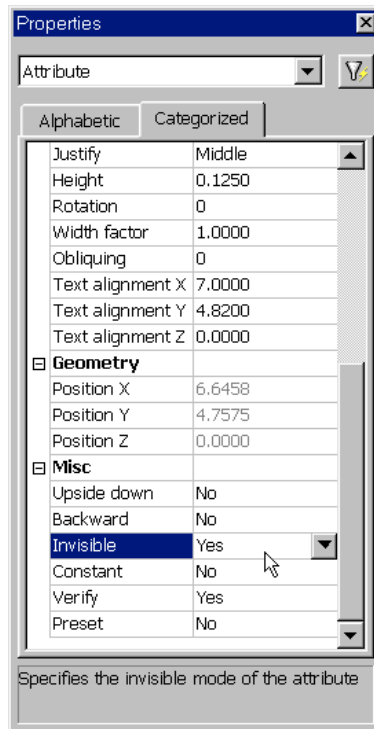 Properties
Attribute
Alphabetic Categorized
Justify Middle
Height 0.1250
Rotation 0
Width factor 1.0000
Obliquing 0
Text alignment X 7.0000
Text alignment Y 4.8200
Text alignment Z 0.0000
Geometry
Position X 6.6458
Position Y 4.7575
Position Z 0.0000
Misc
Upside down No
Backward No
Invisible Yes
Constant No
Verify Yes
Preset No
Specifies the invisible mode of the attribute